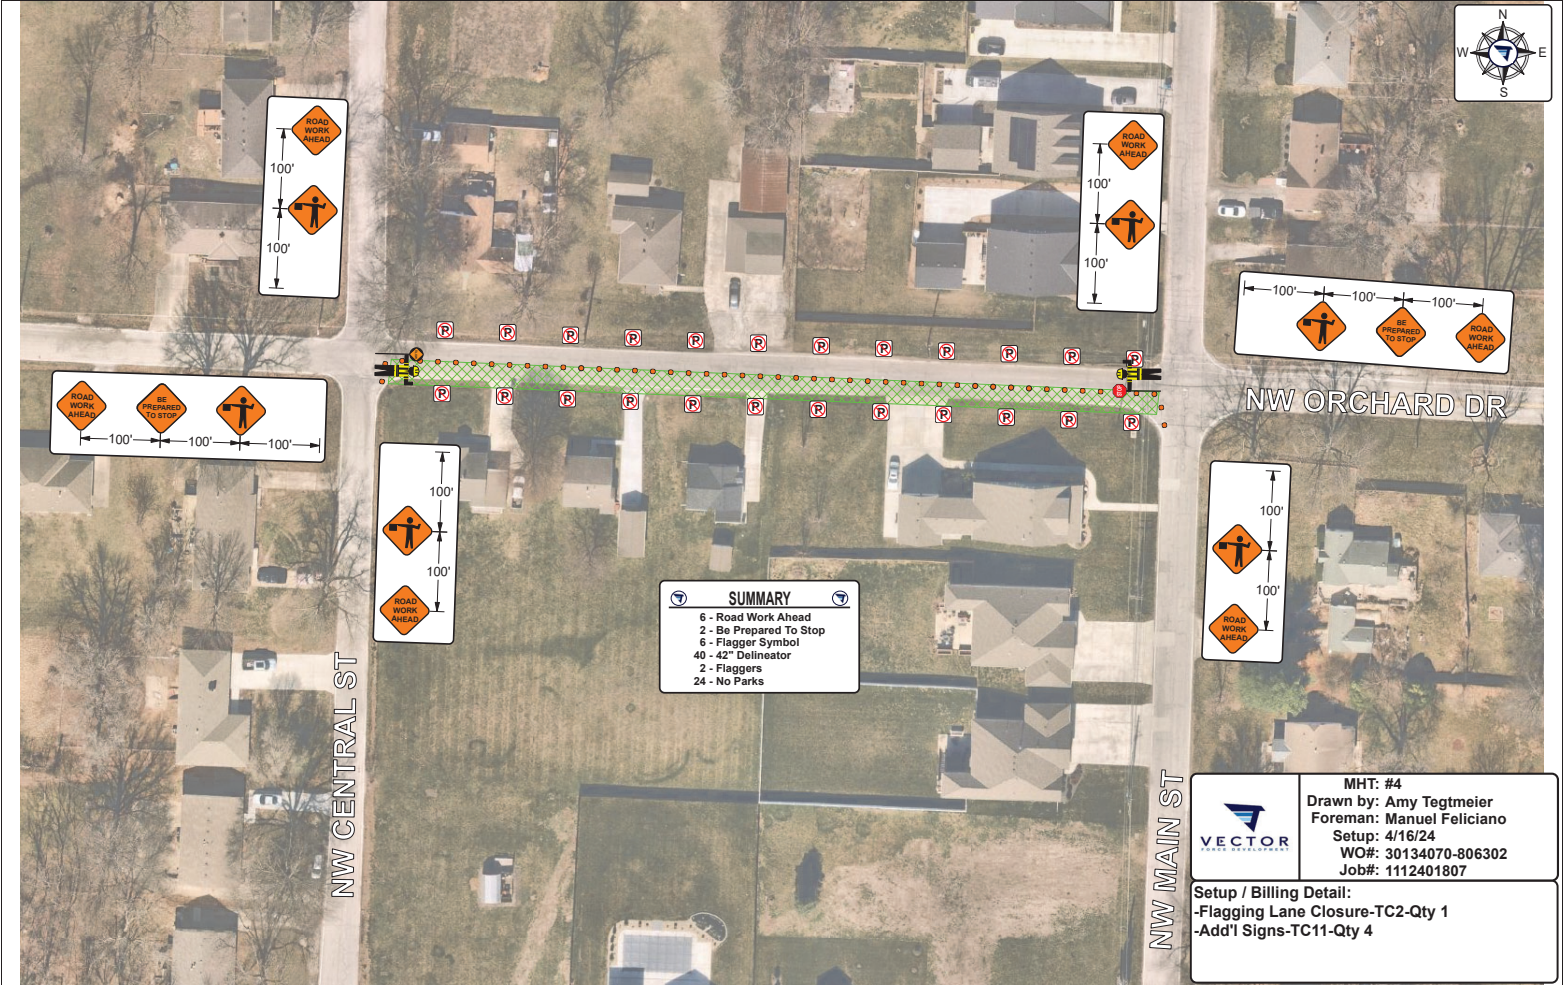 N
W E
S
ROAD
WORK
AHEAD
100'
100'
ROAD
WORK
AHEAD
100'
100'
100' 100' 100'
BE
PREPARED
TO STOP
ROAD
WORK
AHEAD
P P P P P P P P P P P P
P P P P P P P P P P P P
ROAD
WORK
AHEAD
BE
PREPARED
TO STOP
100' 100' 100'
NW ORCHARD DR
100'
100'
ROAD
WORK
AHEAD
100'
100'
ROAD
WORK
AHEAD
SUMMARY
6 - Road Work Ahead
2 - Be Prepared To Stop
6 - Flagger Symbol
40 - 42" Delineator
2 - Flaggers
24 - No Parks
NW CENTRAL ST
NW MAIN ST
VECTOR
FORCE DEVELOPMENT
MHT: #4
Drawn by: Amy Tegtmeier
Foreman: Manuel Feliciano
Setup: 4/16/24
WO#: 30134070-806302
Job#: 1112401807
Setup / Billing Detail:
-Flagging Lane Closure-TC2-Qty 1
-Add'l Signs-TC11-Qty 4